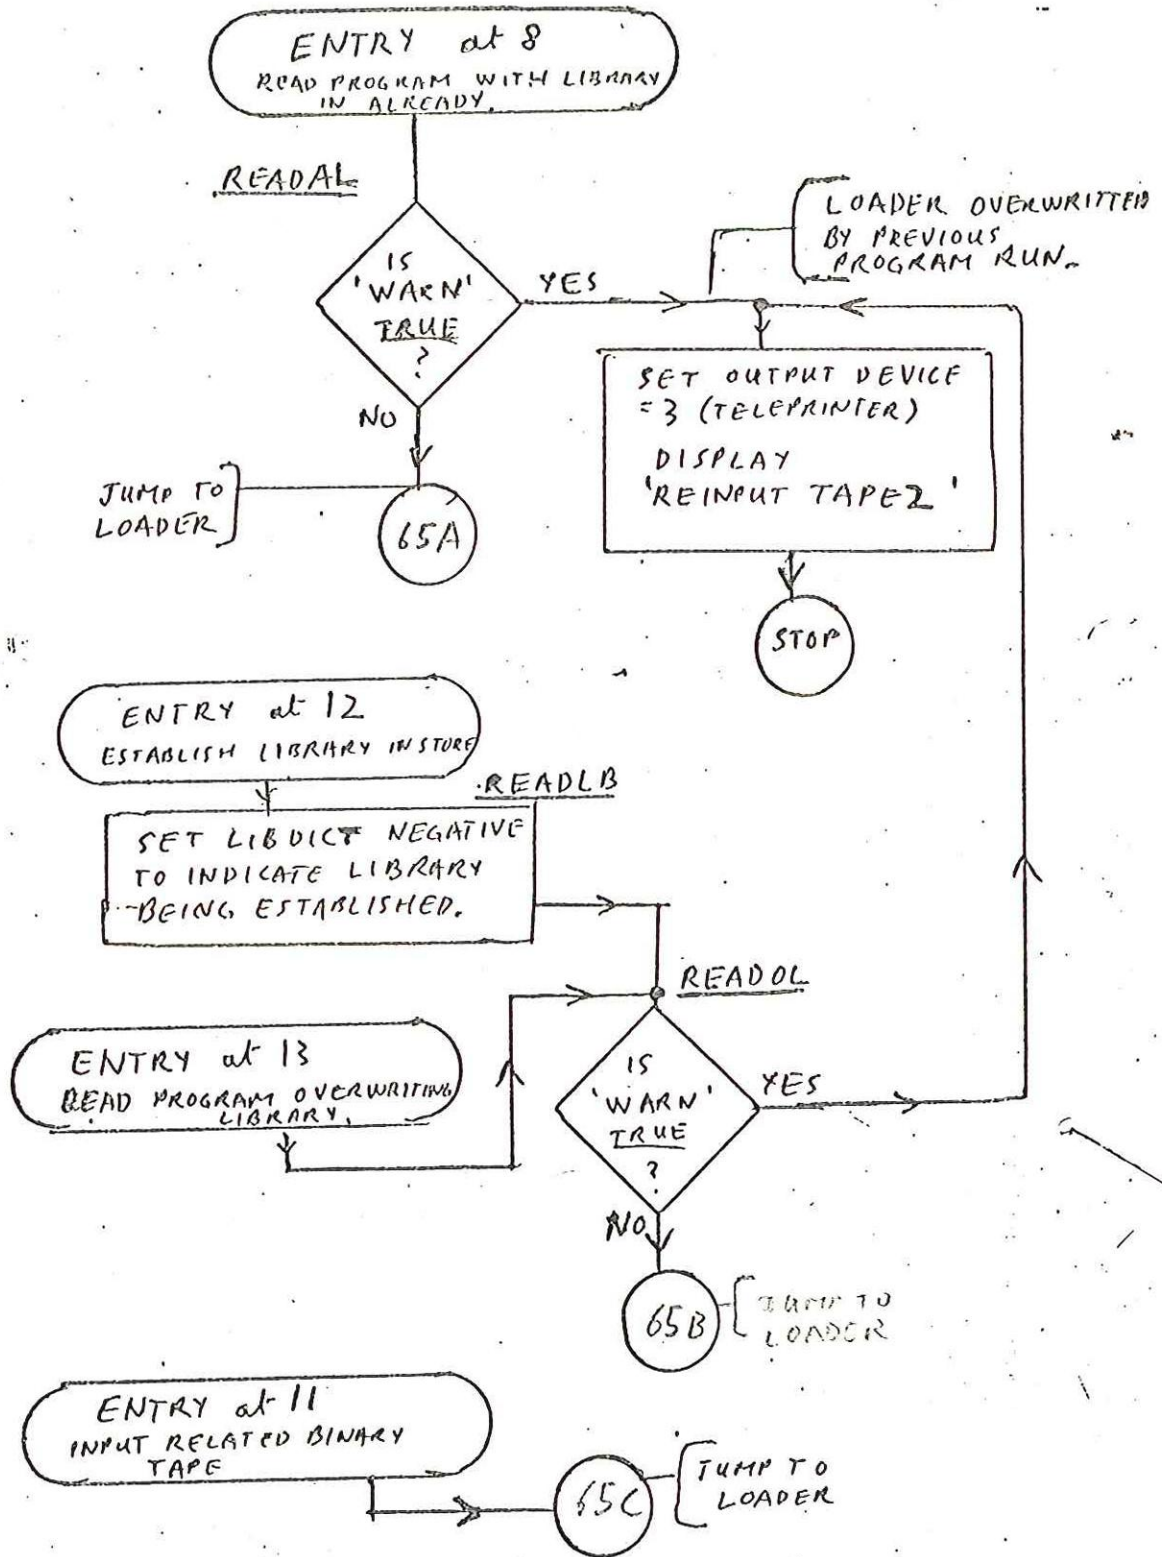 ENTRY at 8
READ PROGRAM WITH LIBRARY
IN ALREADY.
READAL
IS
'WARN'
TRUE
?
YES
NO
LOADER OVERWRITTED
BY PREVIOUS
PROGRAM RUN.
SET OUTPUT DEVICE
=3 (TELEPRINTER)
DISPLAY
'REINPUT TAPE2'
STOP
JUMP TO
LOADER
65A
ENTRY at 12
ESTABLISH LIBRARY IN STORE
READLB
SET LIBDICT NEGATIVE
TO INDICATE LIBRARY
BEING ESTABLISHED.
READOL
ENTRY at 13
READ PROGRAM OVERWRITING
LIBRARY.
IS
'WARN'
TRUE
?
YES
NO
65B
JUMP TO
LOADER
ENTRY at 11
INPUT RELATED BINARY
TAPE
65C
JUMP TO
LOADER